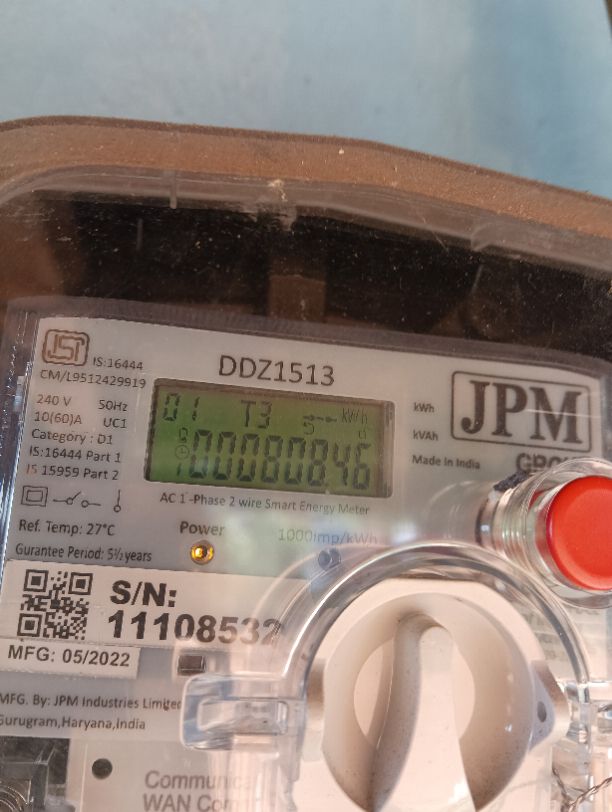 ISI IS:16444
CM/L9512429919
DDZ1513
240 V 50Hz
10(60)A UC1
Category : D1
IS:16444 Part 1
IS 15959 Part 2
01 T3 kWh
00080846
kWh
kVAh
Made in India
JPM
AC 1-Phase 2 wire Smart Energy Meter
Ref. Temp: 27°C
Gurantee Period: 5½years
Power
1000imp/kWh
S/N:
11108532
MFG: 05/2022
MFG. By: JPM Industries Limited
Gurugram,Haryana,India
WAN